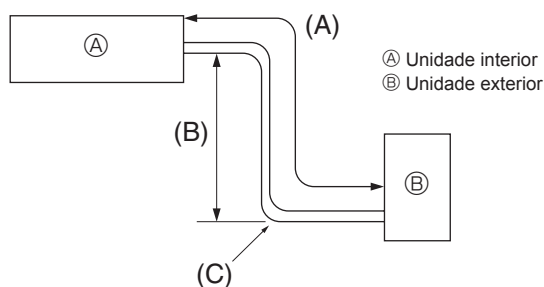 (A)
Ⓐ
Ⓐ Unidade interior
Ⓑ Unidade exterior
(B)
Ⓑ
(C)